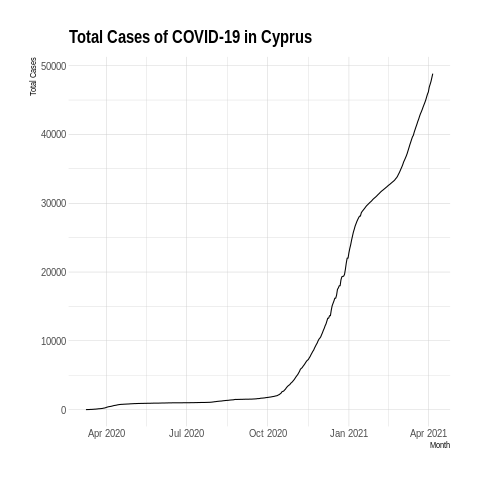 Total Cases of COVID-19 in Cyprus
Total Cases
50000
40000
30000
20000
10000
0
Apr 2020 Jul 2020 Oct 2020 Jan 2021 Apr 2021
Month